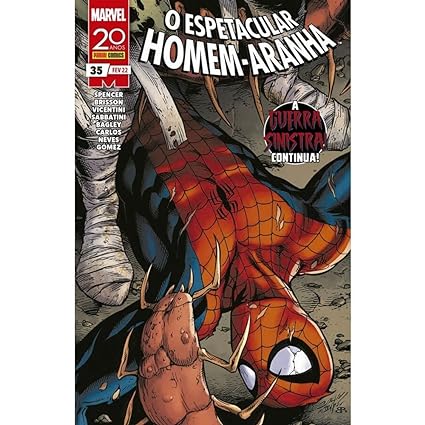 MARVEL
20
ANOS
PANINI COMICS
35
FEV 22
SPENCER
BRISSON
VICENTINI
SABBATINI
BAGLEY
CARLOS
NEVES
GOMEZ
O ESPETACULAR
HOMEM-ARANHA
A
GUERRA
SINISTRA
CONTINUA!